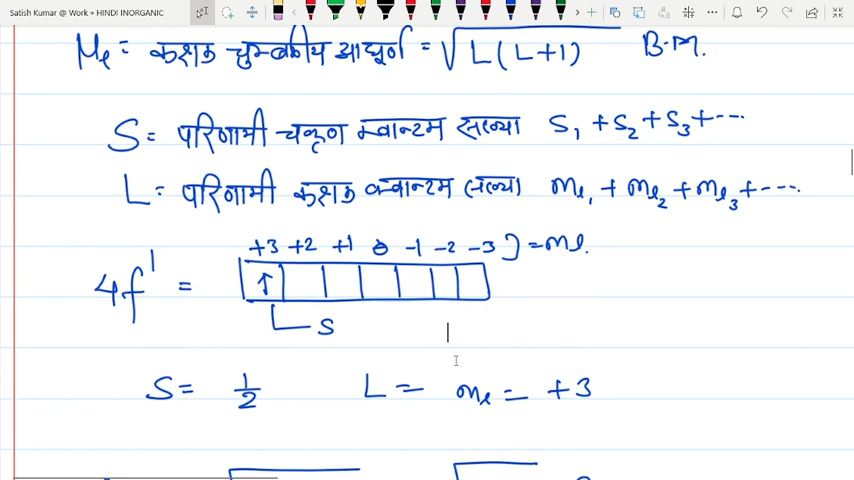 Satish Kumar @ Work » HINDI INORGANIC
μl = कक्षक चुम्बकीय आघूर्ण = √L(L+1) B.M.
S = परिणामी चक्रण क्वान्टम संख्या S1 + S2 + S3 + ...
L = परिणामी कक्षक क्वान्टम संख्या ml1 + ml2 + ml3 + ....
+3 +2 +1 0 -1 -2 -3 ] = ml.
4f1 = ↑
S
S = 1/2 L = ml = +3